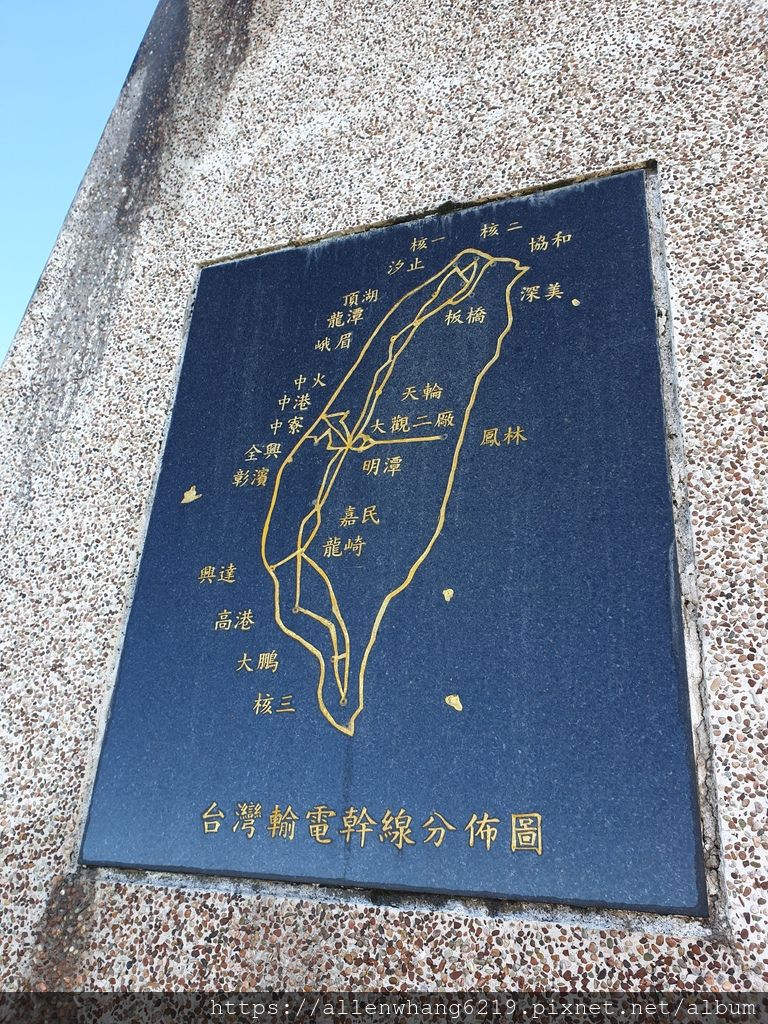 核一
核二
協和
汐止
深美
頂湖
龍潭
板橋
峨眉
中火
中港
天輪
中寮
大觀二廠
全興
鳳林
彰濱
明潭
嘉民
龍崎
興達
高港
大鵬
核三
台灣輸電幹線分佈圖
https://allenwhang6219.pixnet.net/album